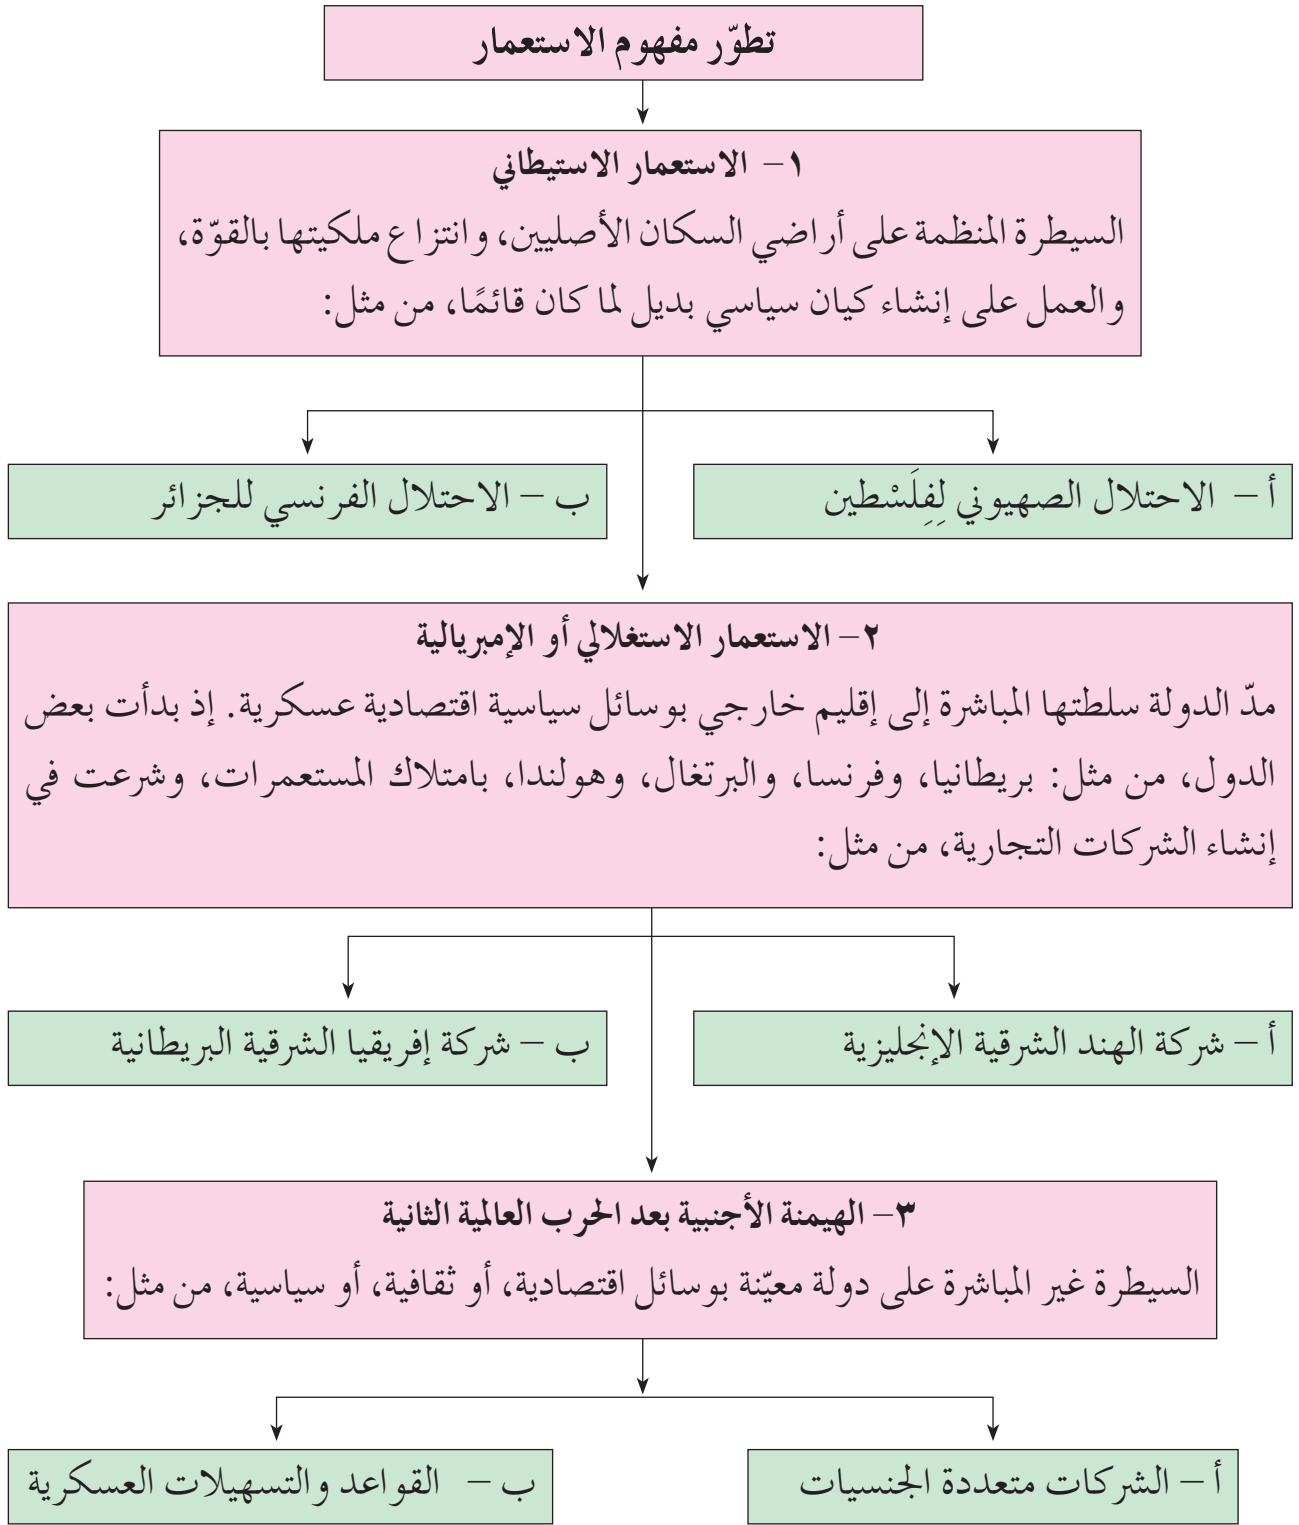 تطوّر مفهوم الاستعمار
١– الاستعمار الاستيطاني
السيطرة المنظمة على أراضي السكان الأصليين، وانتزاع ملكيتها بالقوّة،
والعمل على إنشاء كيان سياسي بديل لما كان قائمًا، من مثل:
أ – الاحتلال الصهيوني لِفِلَسْطين
ب – الاحتلال الفرنسي للجزائر
٢– الاستعمار الاستغلالي أو الإمبريالية
مدّ الدولة سلطتها المباشرة إلى إقليم خارجي بوسائل سياسية اقتصادية عسكرية. إذ بدأت بعض
الدول، من مثل: بريطانيا، وفرنسا، والبرتغال، وهولندا، بامتلاك المستعمرات، وشرعت في
إنشاء الشركات التجارية، من مثل:
أ – شركة الهند الشرقية الإنجليزية
ب – شركة إفريقيا الشرقية البريطانية
٣– الهيمنة الأجنبية بعد الحرب العالمية الثانية
السيطرة غير المباشرة على دولة معيّنة بوسائل اقتصادية، أو ثقافية، أو سياسية، من مثل:
أ – الشركات متعددة الجنسيات
ب – القواعد والتسهيلات العسكرية